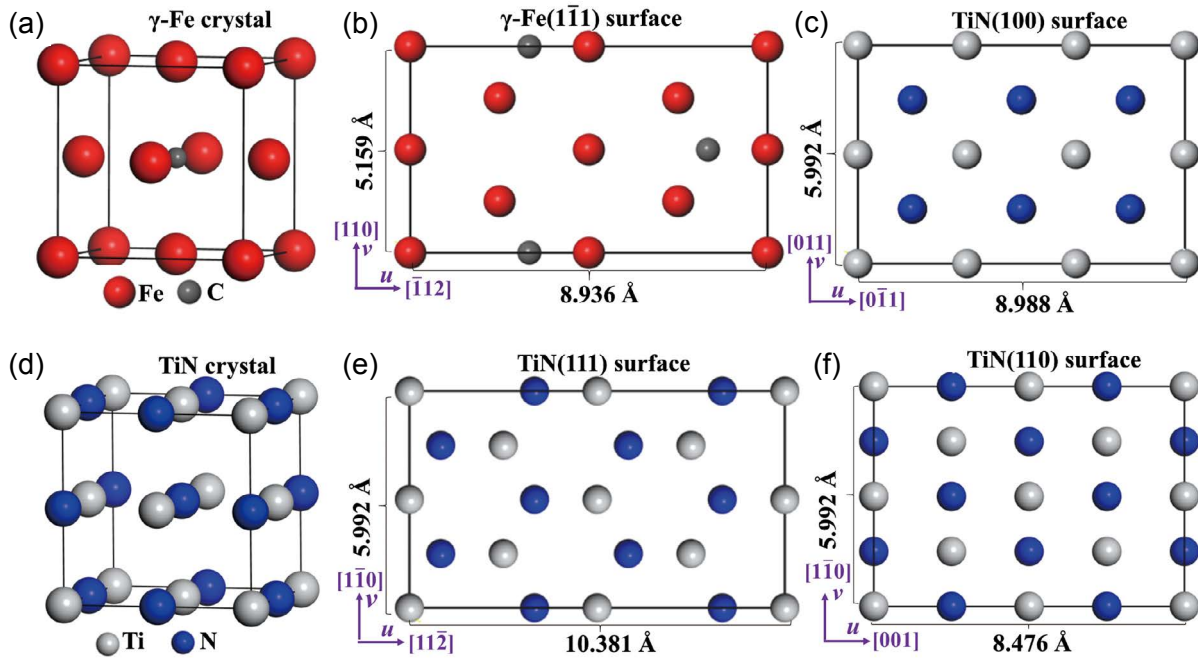 (a)
γ-Fe crystal
Fe
C
(b)
γ-Fe(11̄1) surface
5.159 Å
[110]
v
u
[1̄12]
8.936 Å
(c)
TiN(100) surface
5.992 Å
[011]
v
u
[01̄1]
8.988 Å
(d)
TiN crystal
Ti
N
(e)
TiN(111) surface
5.992 Å
[11̄0]
v
u
[112̄]
10.381 Å
(f)
TiN(110) surface
5.992 Å
[11̄0]
v
u
[001]
8.476 Å